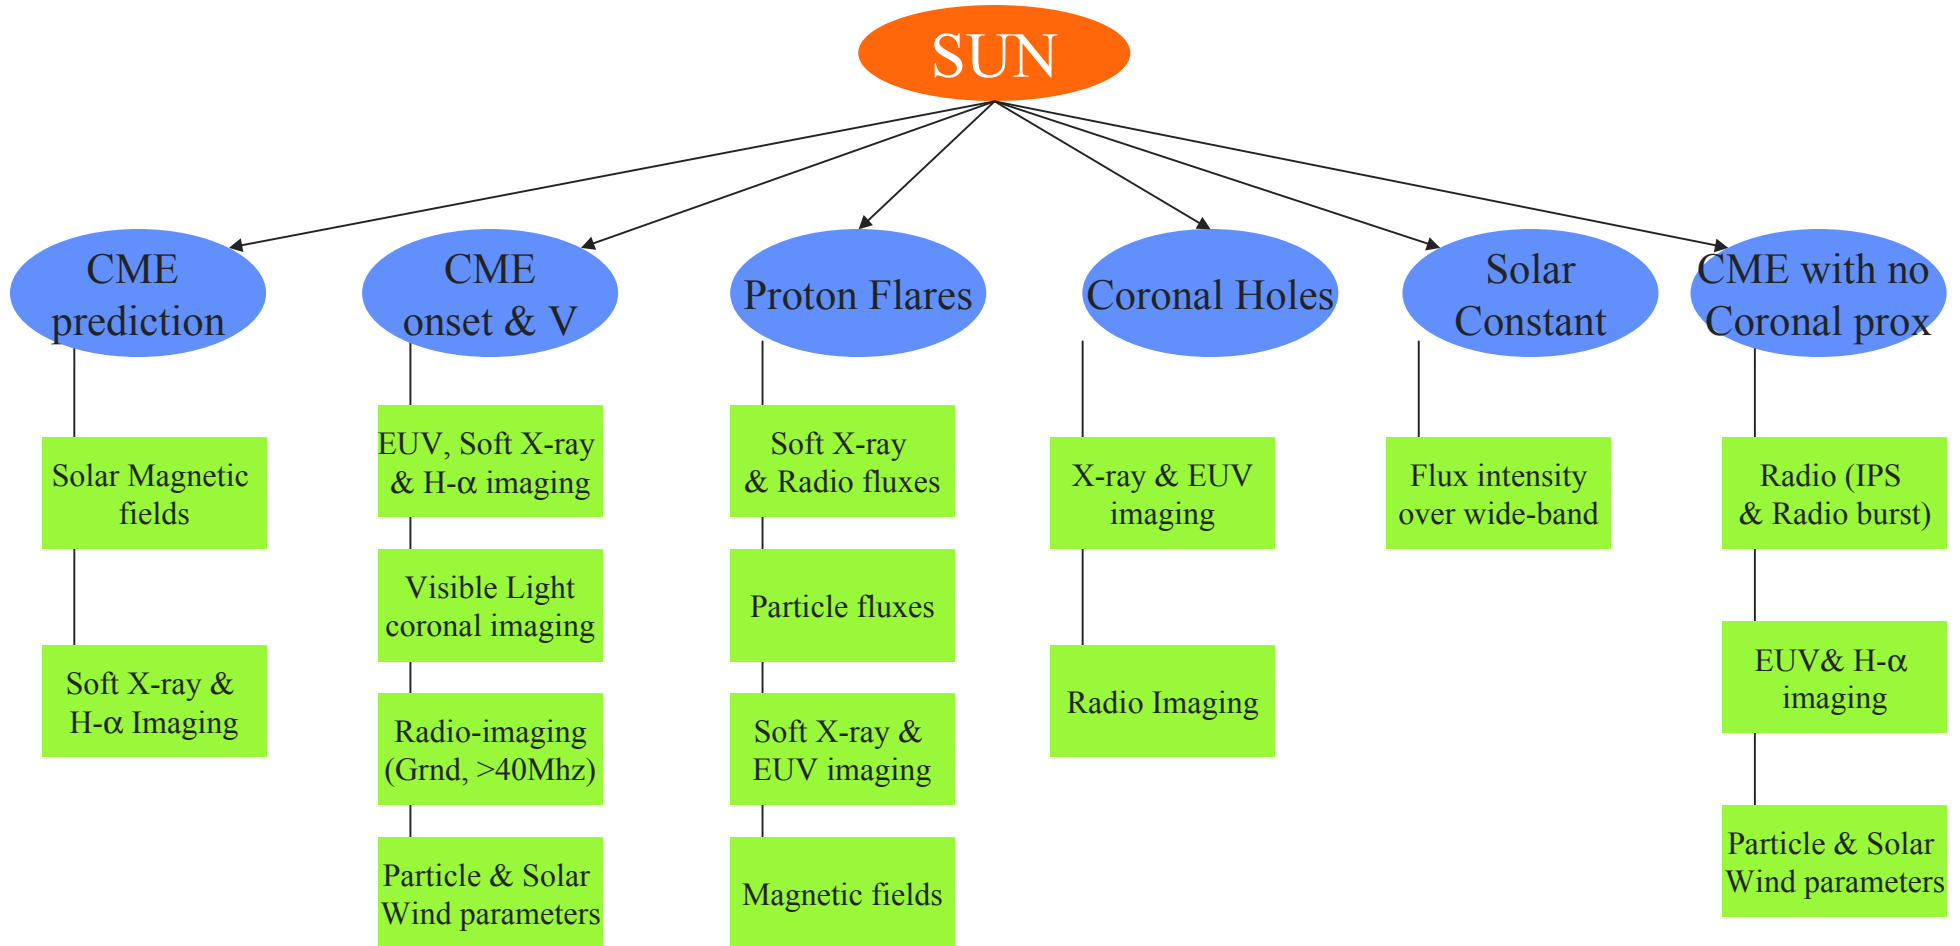 SUN
CME
prediction
CME
onset & V
Proton Flares
Coronal Holes
Solar
Constant
CME with no
Coronal prox
Solar Magnetic
fields
Soft X-ray &
H-α Imaging
EUV, Soft X-ray
& H-α imaging
Visible Light
coronal imaging
Radio-imaging
(Grnd, >40Mhz)
Particle & Solar
Wind parameters
Soft X-ray
& Radio fluxes
Particle fluxes
Soft X-ray &
EUV imaging
Magnetic fields
X-ray & EUV
imaging
Radio Imaging
Flux intensity
over wide-band
Radio (IPS
& Radio burst)
EUV& H-α
imaging
Particle & Solar
Wind parameters